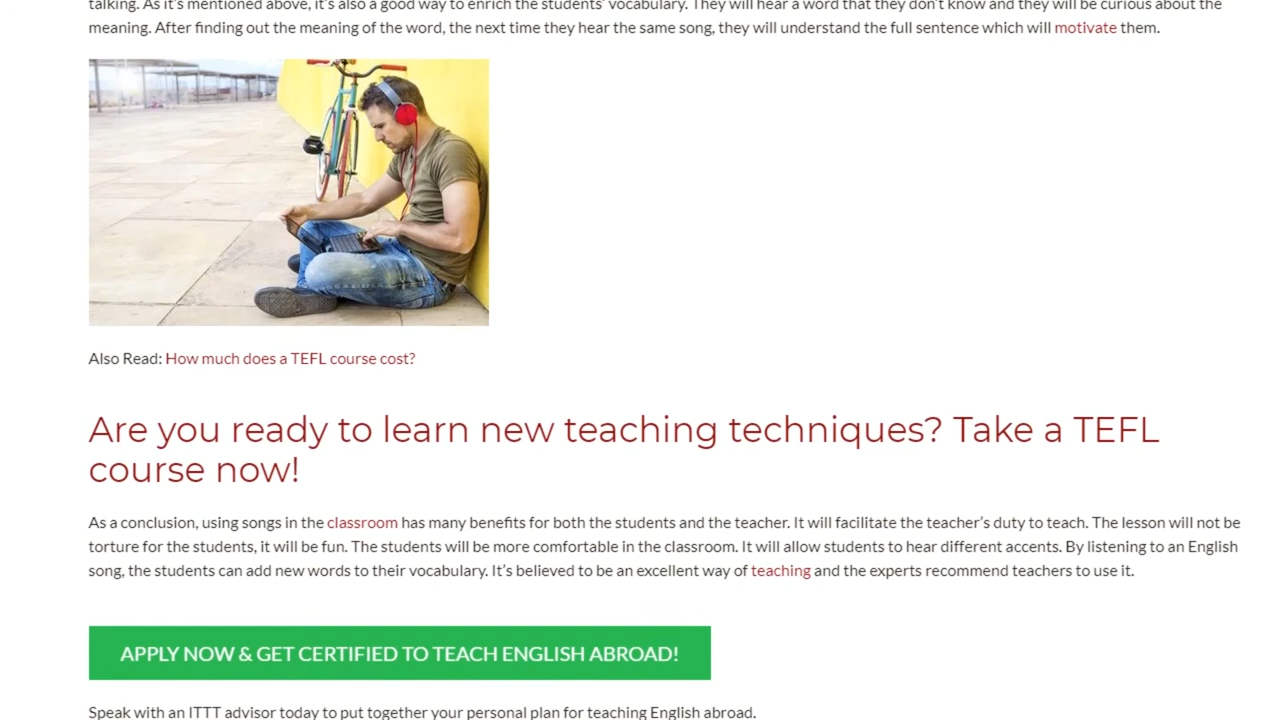 talking. As it's mentioned above, it's also a good way to enrich the students' vocabulary. They will hear a word that they don't know and they will be curious about the
meaning. After finding out the meaning of the word, the next time they hear the same song, they will understand the full sentence which will motivate them.
Also Read: How much does a TEFL course cost?
Are you ready to learn new teaching techniques? Take a TEFL
course now!
As a conclusion, using songs in the classroom has many benefits for both the students and the teacher. It will facilitate the teacher's duty to teach. The lesson will not be
torture for the students, it will be fun. The students will be more comfortable in the classroom. It will allow students to hear different accents. By listening to an English
song, the students can add new words to their vocabulary. It's believed to be an excellent way of teaching and the experts recommend teachers to use it.
APPLY NOW & GET CERTIFIED TO TEACH ENGLISH ABROAD!
Speak with an ITTT advisor today to put together your personal plan for teaching English abroad.